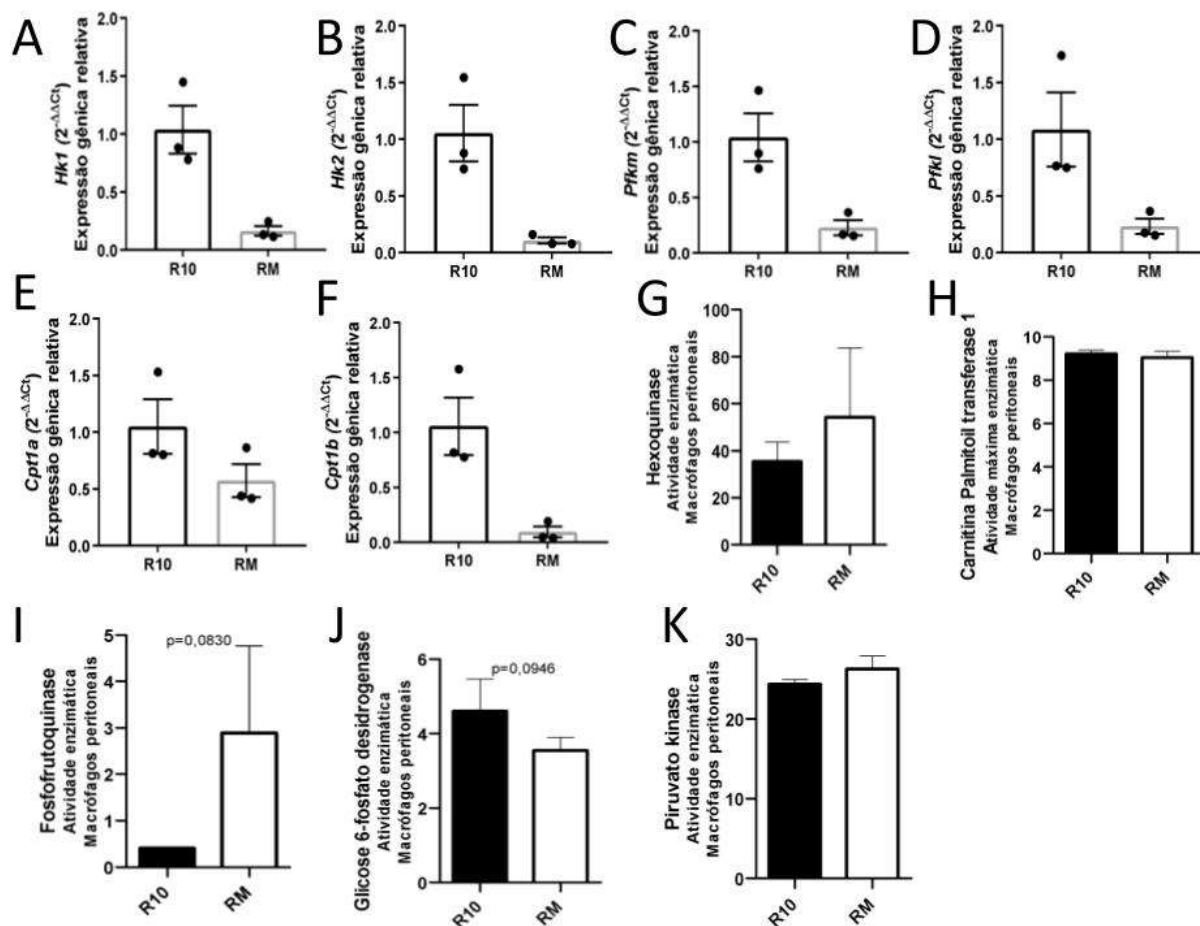 A
Hk1 (2^-ΔΔCt)
Expressão gênica relativa
2.0
1.5
1.0
0.5
0.0
R10
RM
B
Hk2 (2^-ΔΔCt)
Expressão gênica relativa
2.0
1.5
1.0
0.5
0.0
R10
RM
C
Pfkm (2^-ΔΔCt)
Expressão gênica relativa
2.0
1.5
1.0
0.5
0.0
R10
RM
D
Pfkl (2^-ΔΔCt)
Expressão gênica relativa
2.0
1.5
1.0
0.5
0.0
R10
RM
E
Cpt1a (2^-ΔΔCt)
Expressão gênica relativa
2.0
1.5
1.0
0.5
0.0
R10
RM
F
Cpt1b (2^-ΔΔCt)
Expressão gênica relativa
2.0
1.5
1.0
0.5
0.0
R10
RM
G
Hexoquinase
Atividade enzimática
Macrófagos peritoneais
100
80
60
40
20
0
R10
RM
H
Carnitina Palmitoil transferase 1
Atividade máxima enzimática
Macrófagos peritoneais
10
8
6
4
2
0
R10
RM
I
Fosfofrutoquinase
Atividade enzimática
Macrófagos peritoneais
5
4
3
2
1
0
p=0,0830
R10
RM
J
Glicose 6-fosfato desidrogenase
Atividade enzimática
Macrófagos peritoneais
6
4
2
0
p=0,0946
R10
RM
K
Piruvato kinase
Atividade enzimática
Macrófagos peritoneais
30
20
10
0
R10
RM